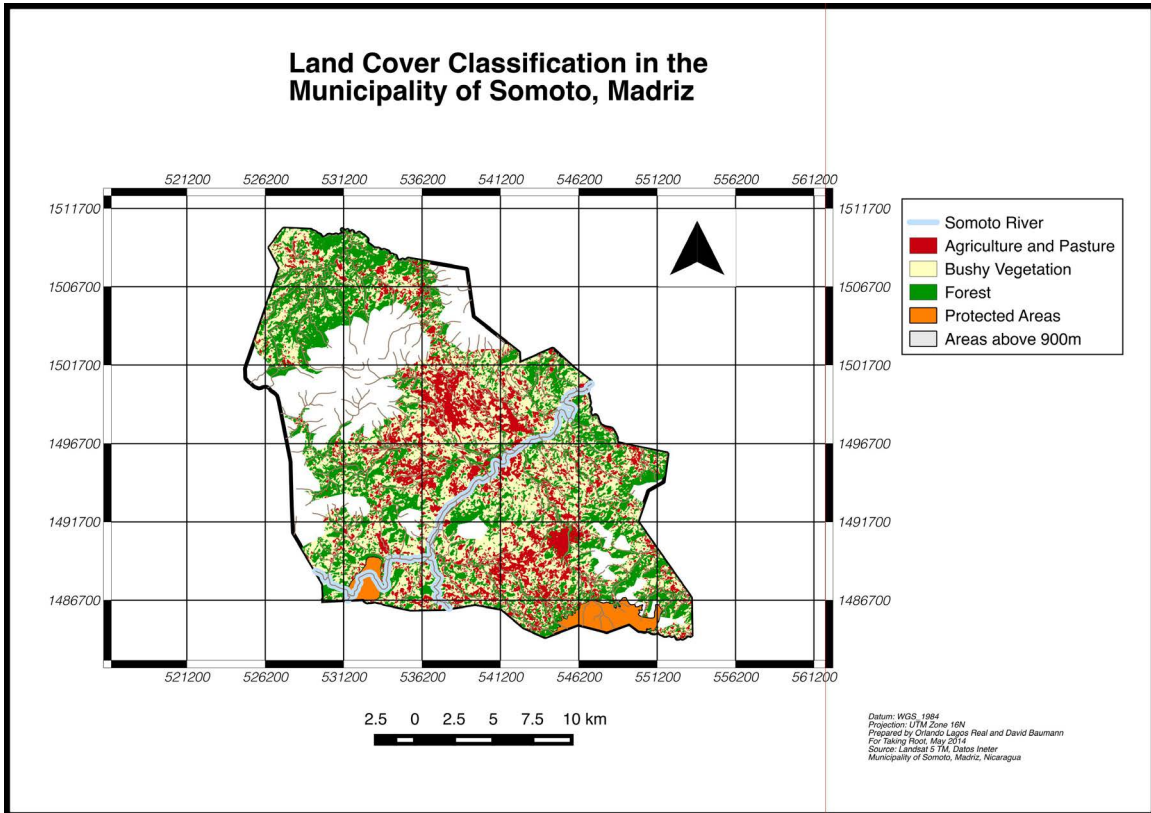 Land Cover Classification in the
Municipality of Somoto, Madriz
521200 526200 531200 536200 541200 546200 551200 556200 561200
1511700 1511700
1506700 1506700
1501700 1501700
1496700 1496700
1491700 1491700
1486700 1486700
521200 526200 531200 536200 541200 546200 551200 556200 561200
Somoto River
Agriculture and Pasture
Bushy Vegetation
Forest
Protected Areas
Areas above 900m
2.5 0 2.5 5 7.5 10 km
Datum: WGS_1984
Projection: UTM Zone 16N
Prepared by Orlando Lagos Real and David Baumann
For Taking Root, May 2014
Source: Landsat 5 TM, Datos Ineter
Municipality of Somoto, Madriz, Nicaragua